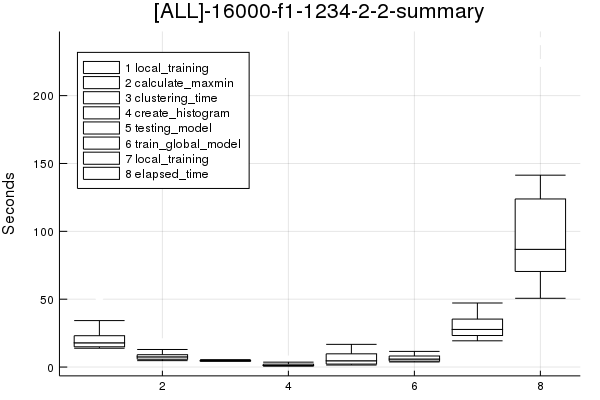 [ALL]-16000-f1-1234-2-2-summary
Seconds
200
150
100
50
0
1 local_training
2 calculate_maxmin
3 clustering_time
4 create_histogram
5 testing_model
6 train_global_model
7 local_training
8 elapsed_time
2 4 6 8